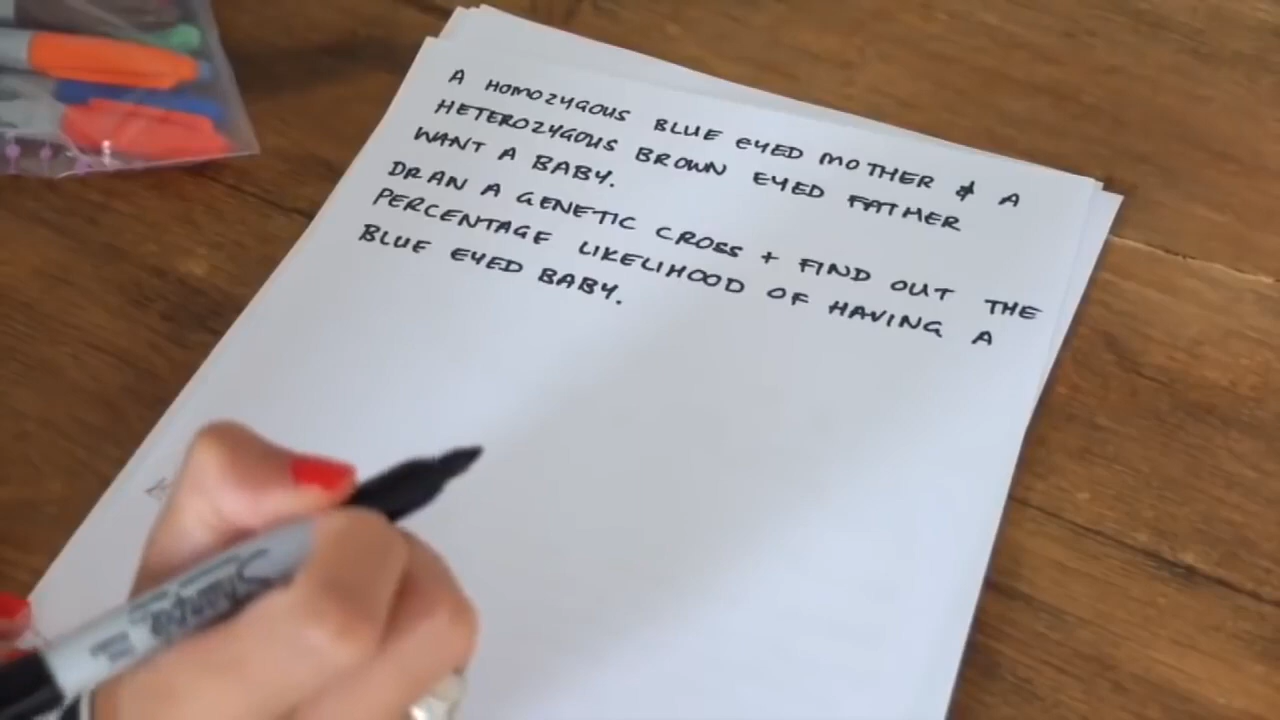 A HOMOZYGOUS BLUE EYED MOTHER & A
HETEROZYGOUS BROWN EYED FATHER
WANT A BABY.
DRAW A GENETIC CROSS + FIND OUT THE
PERCENTAGE LIKELIHOOD OF HAVING A
BLUE EYED BABY.
Sharpie